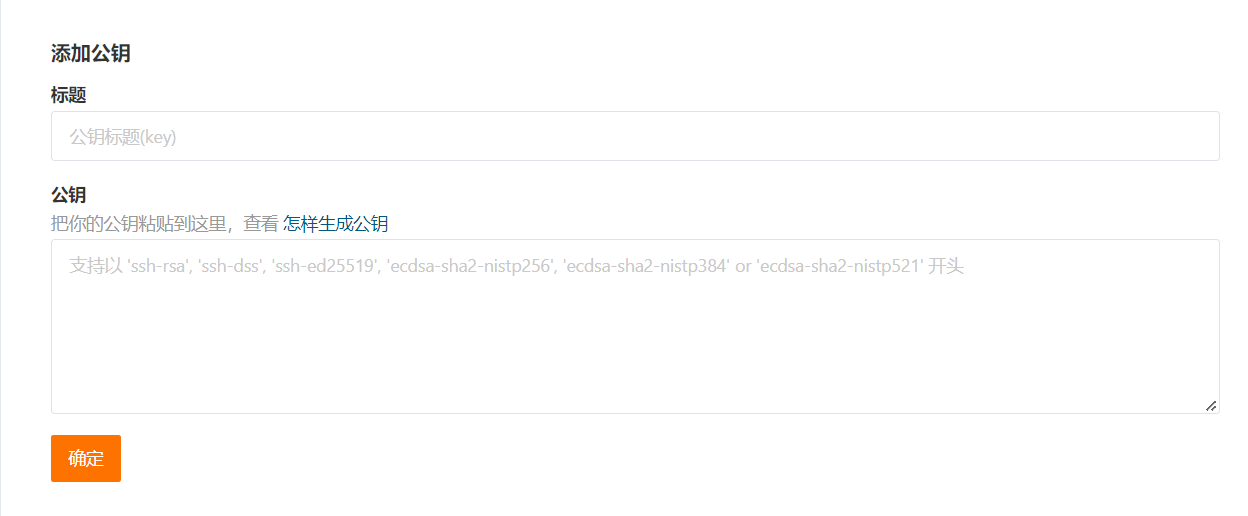 添加公钥
标题
公钥标题(key)
公钥
把你的公钥粘贴到这里，查看 怎样生成公钥
支持以 'ssh-rsa', 'ssh-dss', 'ssh-ed25519', 'ecdsa-sha2-nistp256', 'ecdsa-sha2-nistp384' or 'ecdsa-sha2-nistp521' 开头
确定